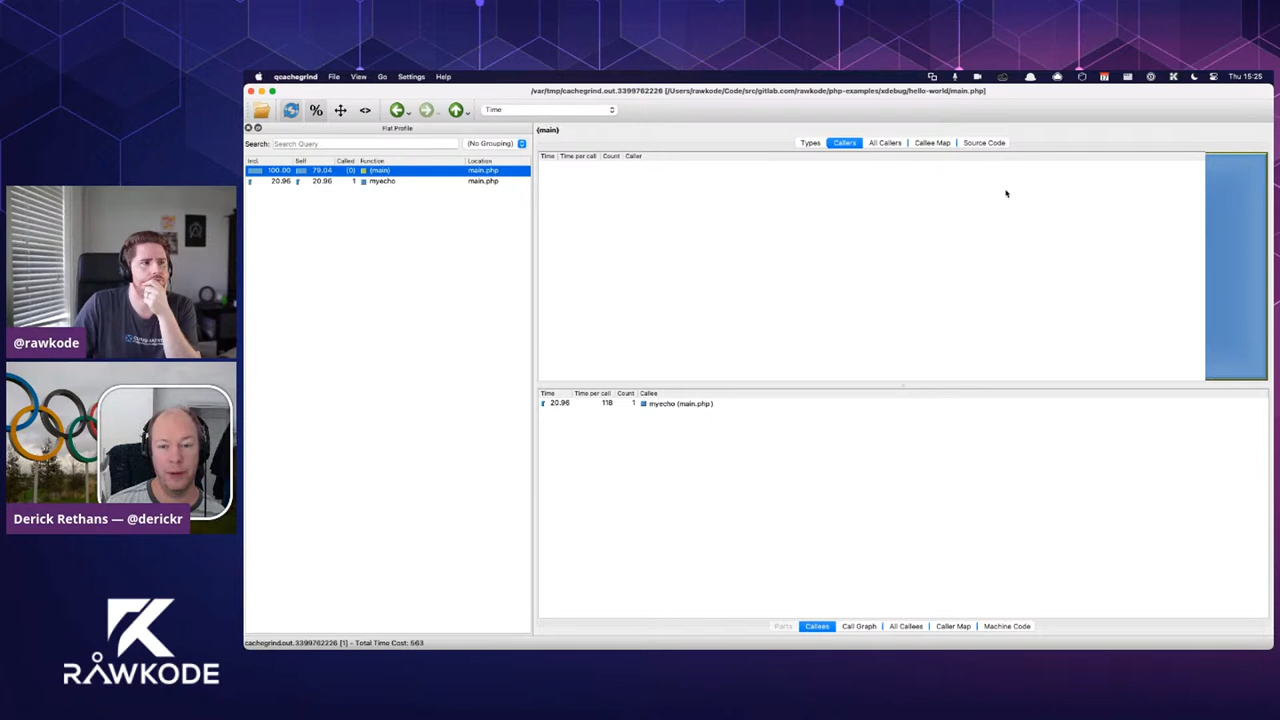 qcachegrind File View Go Settings Help Thu 15:25
/var/tmp/cachegrind.out.3399762226 [/Users/rawkode/Code/src/gitlab.com/rawkode/php-examples/xdebug/hello-world/main.php]
% <> Time
Flat Profile
Search: Search Query (No Grouping)
Incl. Self Called Function Location
100.00 79.04 (0) {main} main.php
20.96 20.96 1 myecho main.php
{main}
Types Callers All Callers Callee Map Source Code
Time Time per call Count Caller
Time Time per call Count Callee
20.96 118 1 myecho (main.php)
Parts Callees Call Graph All Callees Caller Map Machine Code
cachegrind.out.3399762226 [1] - Total Time Cost: 563
@rawkode
Derick Rethans — @derickr
RAWKODE